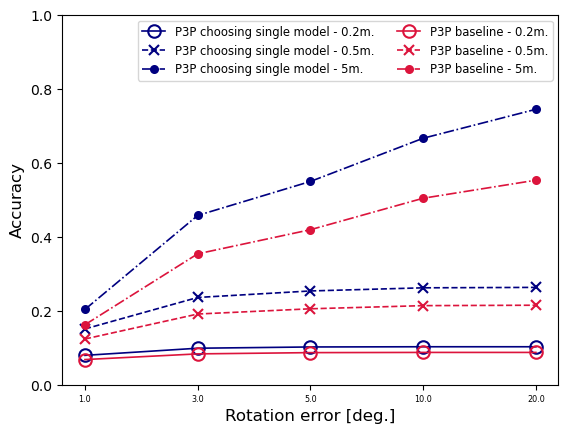 P3P choosing single model - 0.2m.
P3P choosing single model - 0.5m.
P3P choosing single model - 5m.
P3P baseline - 0.2m.
P3P baseline - 0.5m.
P3P baseline - 5m.
1.0
0.8
0.6
0.4
0.2
0.0
Accuracy
1.0 3.0 5.0 10.0 20.0
Rotation error [deg.]